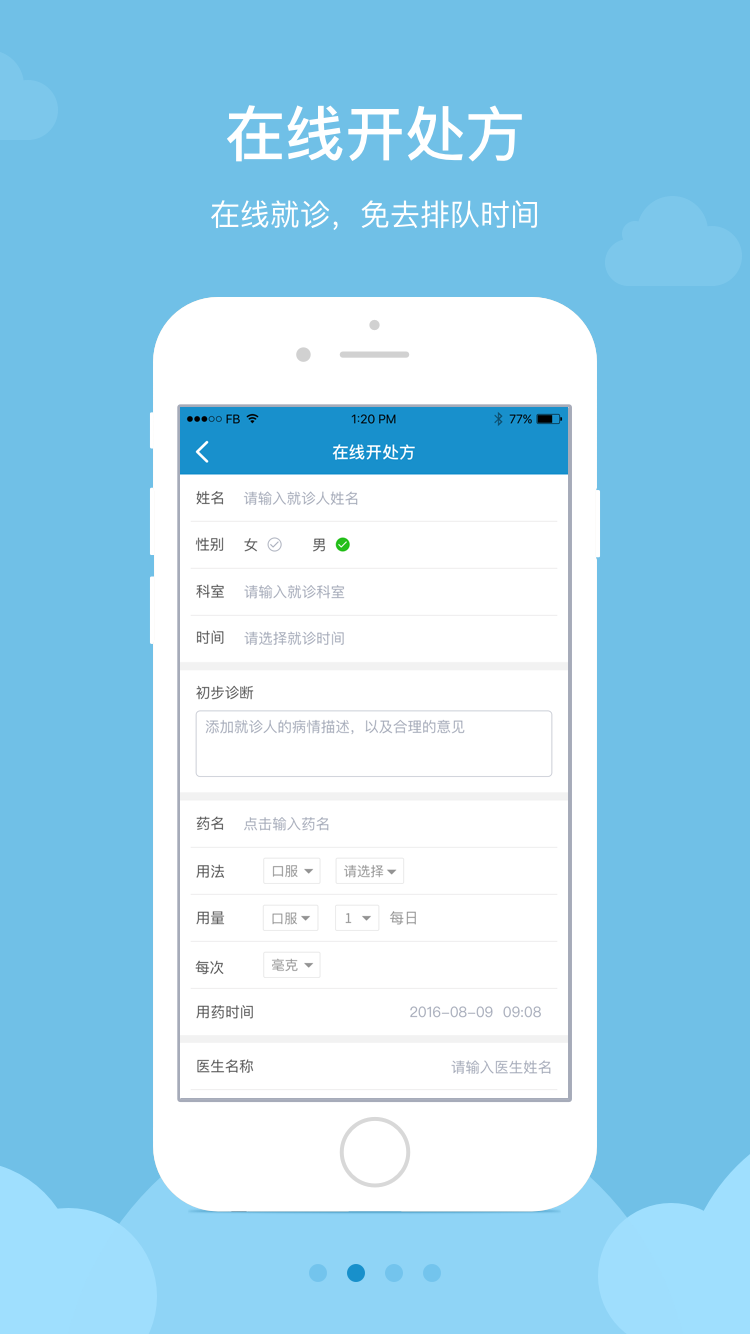 在线开处方
在线就诊，免去排队时间
FB 1:20 PM 77%
在线开处方
姓名 请输入就诊人姓名
性别 女 男
科室 请输入就诊科室
时间 请选择就诊时间
初步诊断
添加就诊人的病情描述，以及合理的意见
药名 点击输入药名
用法 口服 请选择
用量 口服 1 每日
每次 毫克
用药时间 2016-08-09 09:08
医生名称 请输入医生姓名